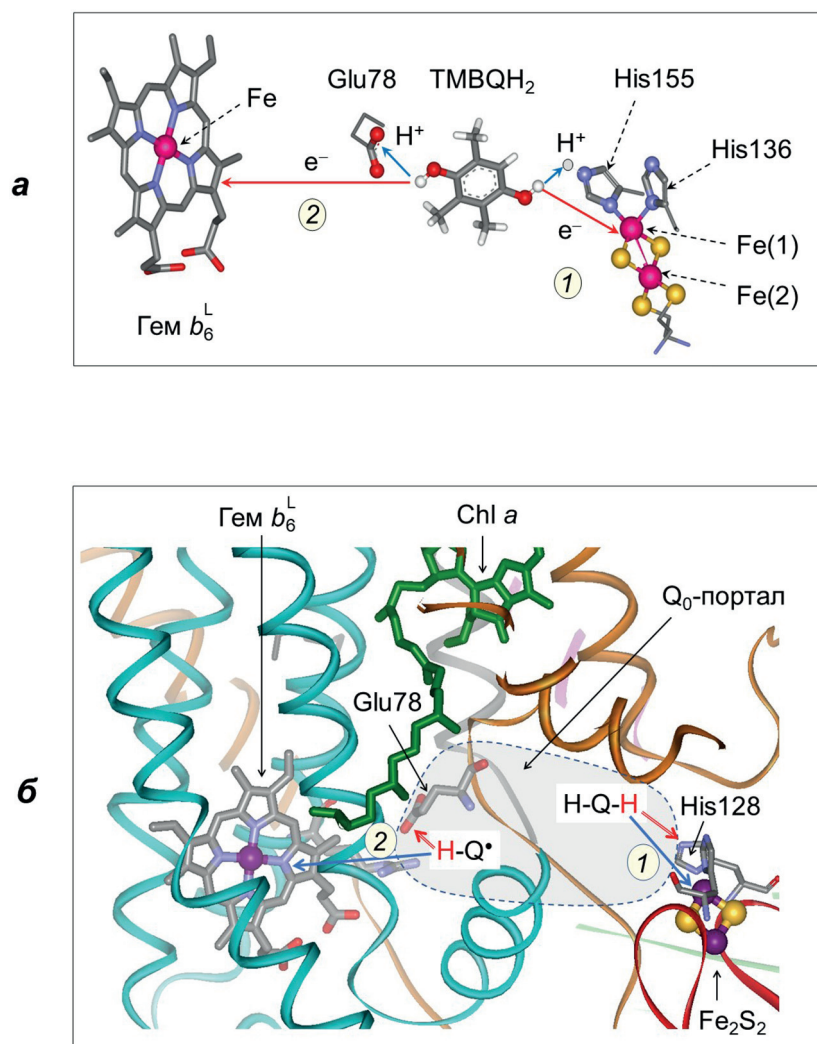 а
Fe
Glu78
TMBQH₂
His155
H⁺
H⁺
His136
e⁻
2
e⁻
1
Fe(1)
Fe(2)
Гем b₆ᴸ
б
Гем b₆ᴸ
Chl a
Q₀-портал
Glu78
H-Q-H
His128
2
H-Q•
1
Fe₂S₂